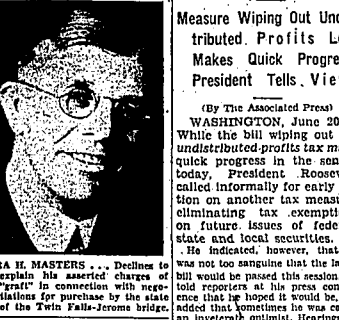 RA H. MASTERS . . . Declines to
explain his asserted charges of
"graft" in connection with nego-
tiations for purchase by the state
of the Twin Falls-Jerome bridge.
Measure Wiping Out Und
tributed Profits L
Makes Quick Progre
President Tells Vie
(By The Associated Press)
WASHINGTON, June 20
While the bill wiping out
undistributed-profits tax m
quick progress in the sen
today, President Roosev
called informally for early
tion on another tax meas
eliminating tax exempti
on future issues of feder
state and local securities.
He indicated, however, that
was not too sanguine that the la
bill would be passed this session
told reporters at his press con
ence that he hoped it would be,
added that sometimes he was co
an inveterate optimist. Hearings